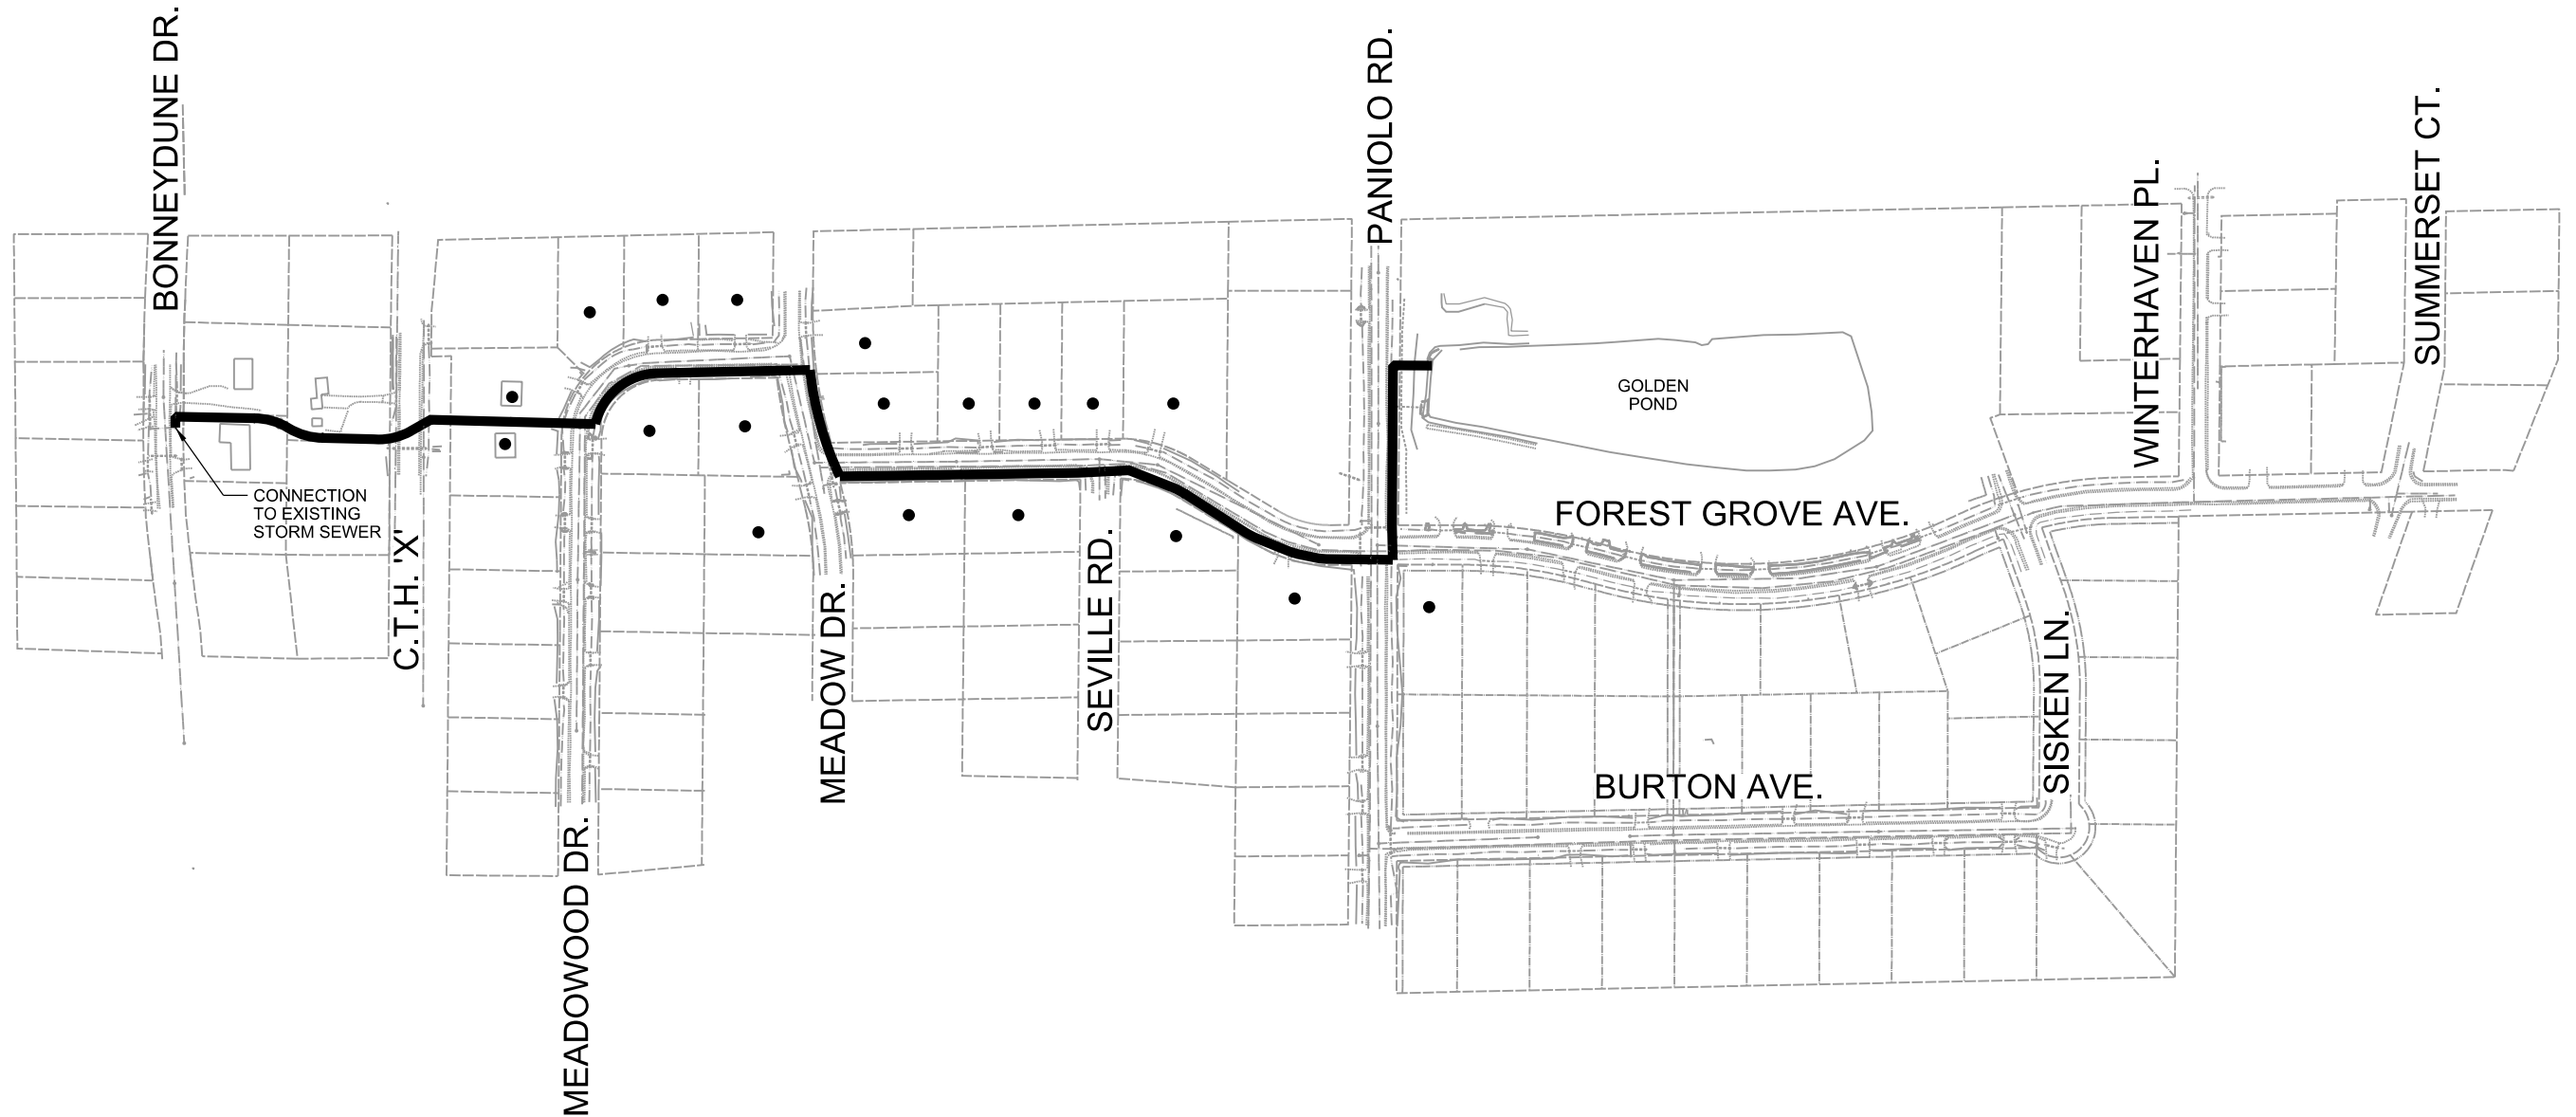 BONNEYDUNE DR.
C.T.H. 'X'
CONNECTION
TO EXISTING
STORM SEWER
MEADOWOOD DR.
MEADOW DR.
SEVILLE RD.
PANIOLO RD.
GOLDEN
POND
FOREST GROVE AVE.
BURTON AVE.
SISKEN LN.
WINTERHAVEN PL.
SUMMERSET CT.